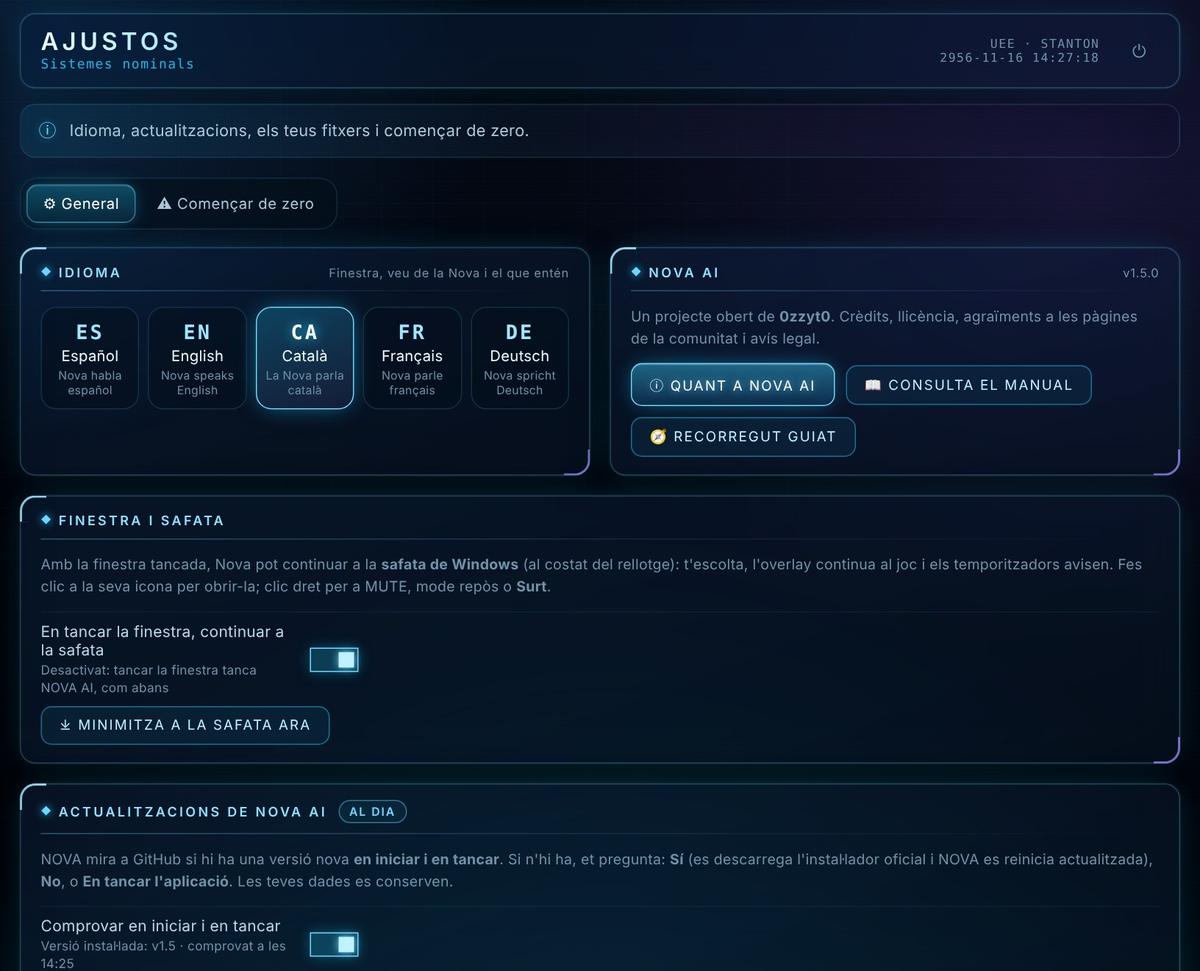 AJUSTOS
Sistemes nominals
UEE · STANTON
2956-11-16 14:27:18
Idioma, actualitzacions, els teus fitxers i començar de zero.
General
Començar de zero
IDIOMA
Finestra, veu de la Nova i el que entén
ES
Español
Nova habla
español
EN
English
Nova speaks
English
CA
Català
La Nova parla
català
FR
Français
Nova parle
français
DE
Deutsch
Nova spricht
Deutsch
NOVA AI
v1.5.0
Un projecte obert de 0zzyt0. Crèdits, llicència, agraïments a les pàgines
de la comunitat i avís legal.
QUANT A NOVA AI
CONSULTA EL MANUAL
RECORREGUT GUIAT
FINESTRA I SAFATA
Amb la finestra tancada, Nova pot continuar a la safata de Windows (al costat del rellotge): t'escolta, l'overlay continua al joc i els temporitzadors avisen. Fes
clic a la seva icona per obrir-la; clic dret per a MUTE, mode repòs o Surt.
En tancar la finestra, continuar a
la safata
Desactivat: tancar la finestra tanca
NOVA AI, com abans
MINIMITZA A LA SAFATA ARA
ACTUALITZACIONS DE NOVA AI
AL DIA
NOVA mira a GitHub si hi ha una versió nova en iniciar i en tancar. Si n'hi ha, et pregunta: Sí (es descarrega l'instal·lador oficial i NOVA es reinicia actualitzada),
No, o En tancar l'aplicació. Les teves dades es conserven.
Comprovar en iniciar i en tancar
Versió instal·lada: v1.5 · comprovat a les
14:25